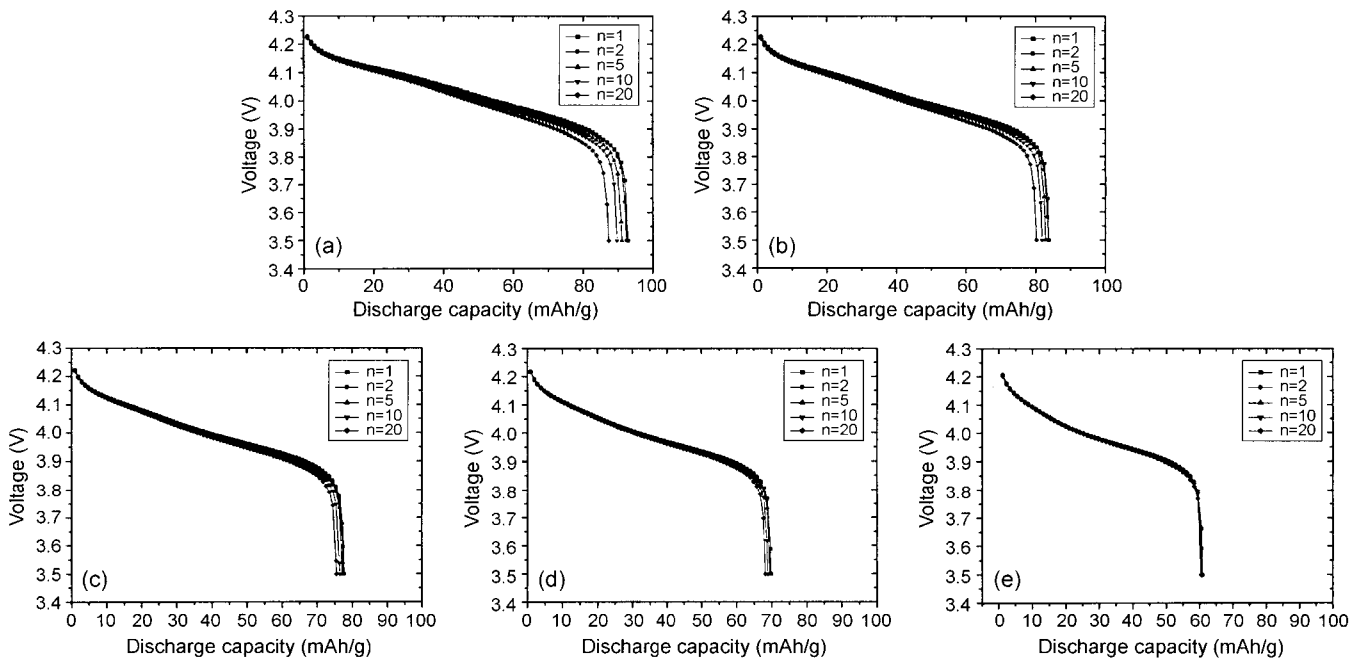 4.3
4.2
4.1
4.0
3.9
3.8
3.7
3.6
3.5
3.4
Voltage (V)
n=1
n=2
n=5
n=10
n=20
(a)
0 20 40 60 80 100
Discharge capacity (mAh/g)
4.3
4.2
4.1
4.0
3.9
3.8
3.7
3.6
3.5
3.4
Voltage (V)
n=1
n=2
n=5
n=10
n=20
(b)
0 20 40 60 80 100
Discharge capacity (mAh/g)
4.3
4.2
4.1
4.0
3.9
3.8
3.7
3.6
3.5
3.4
Voltage (V)
n=1
n=2
n=5
n=10
n=20
(c)
0 10 20 30 40 50 60 70 80 90 100
Discharge capacity (mAh/g)
4.3
4.2
4.1
4.0
3.9
3.8
3.7
3.6
3.5
3.4
Voltage (V)
n=1
n=2
n=5
n=10
n=20
(d)
0 10 20 30 40 50 60 70 80 90 100
Discharge capacity (mAh/g)
4.3
4.2
4.1
4.0
3.9
3.8
3.7
3.6
3.5
3.4
Voltage (V)
n=1
n=2
n=5
n=10
n=20
(e)
0 10 20 30 40 50 60 70 80 90 100
Discharge capacity (mAh/g)